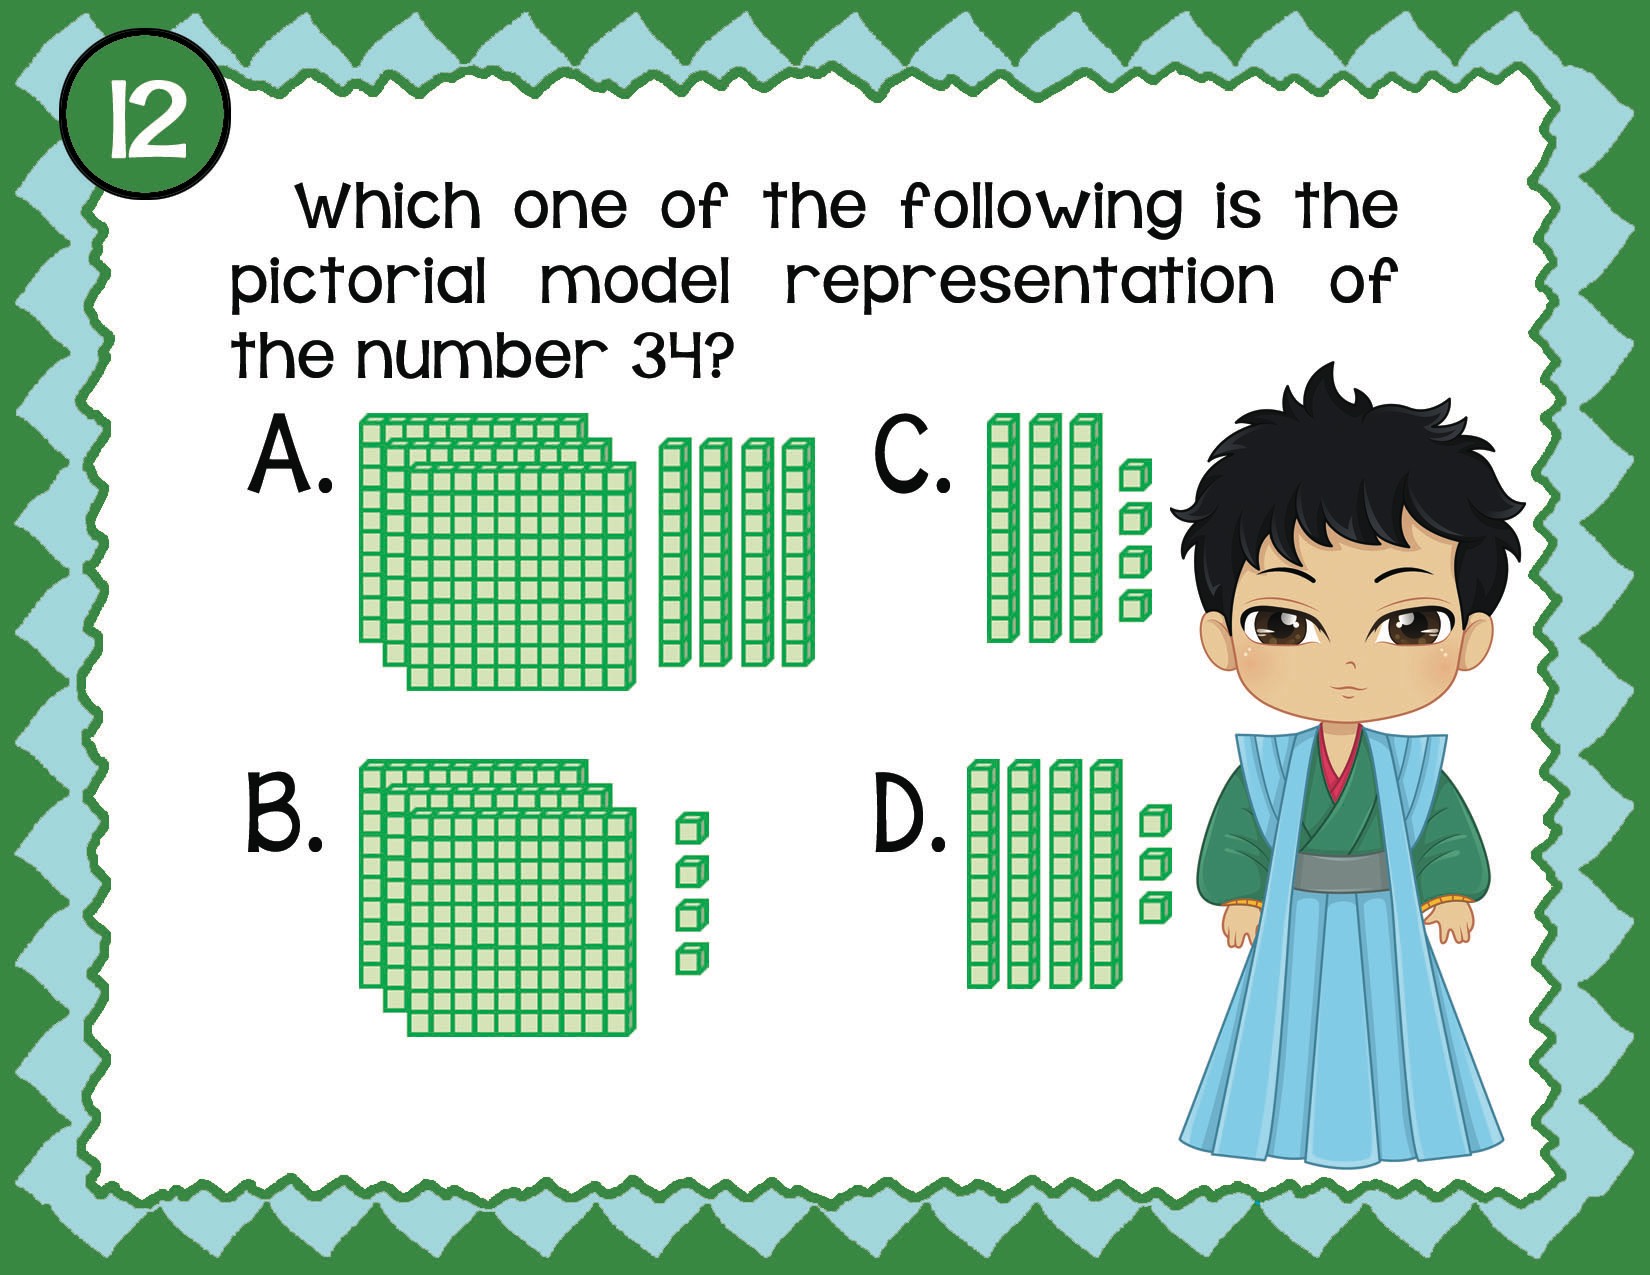 12
Which one of the following is the
pictorial model representation of
the number 34?
A.
C.
B.
D.